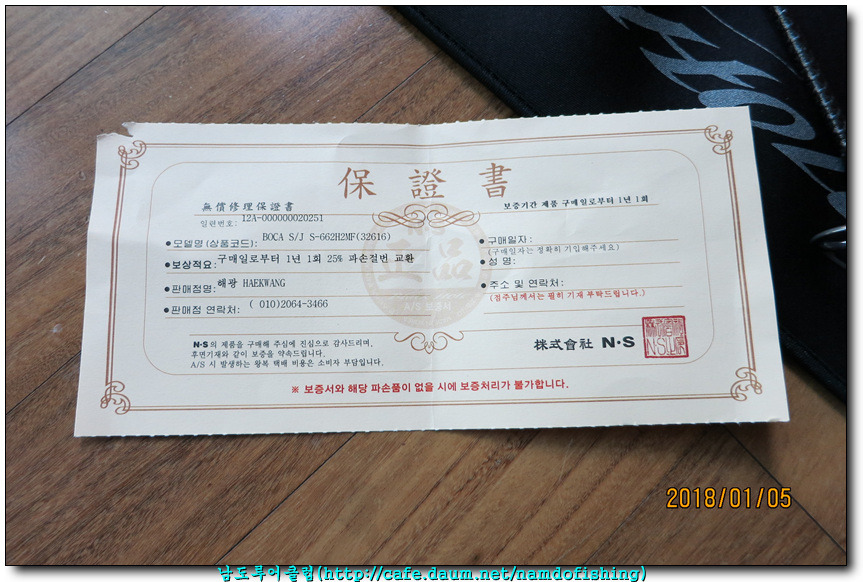 保證書
無償修理保證書
보증기간 제품 구매일로부터 1년 1회
일련번호: 12A-000000020251
●모델명(상품코드): BOCA S/J S-662H2MF(32616)
●보상적요: 구매일로부터 1년 1회 25% 파손절번 교환
●판매점명: 해광 HAEKWANG
●판매점 연락처: ( 010)2064-3466
●구매일자:
(구매일자는 정확히 기입해주세요)
●성 명:
●주소 및 연락처:
(점주님께서는 필히 기재 부탁드립니다.)
正品
A/S 보증서
N·S의 제품을 구매해 주심에 진심으로 감사드리며,
후면기재와 같이 보증을 약속드립니다.
A/S 시 발생하는 왕복 택배 비용은 소비자 부담입니다.
株式會社 N·S
※ 보증서와 해당 파손품이 없을 시에 보증처리가 불가합니다.
2018/01/05
남도루어클럽(http://cafe.daum.net/namdofishing)